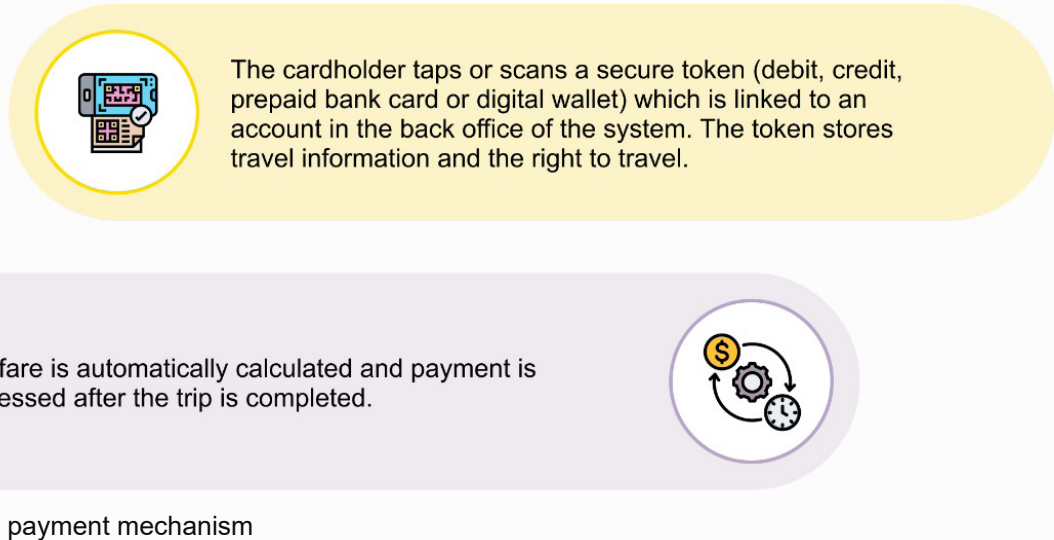 The cardholder taps or scans a secure token (debit, credit,
prepaid bank card or digital wallet) which is linked to an
account in the back office of the system. The token stores
travel information and the right to travel.
fare is automatically calculated and payment is
essed after the trip is completed.
payment mechanism